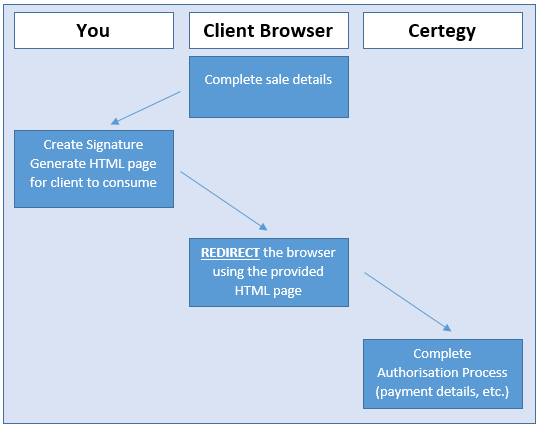 You
Client Browser
Certegy
Complete sale details
Create Signature
Generate HTML page
for client to consume
REDIRECT the browser
using the provided
HTML page
Complete
Authorisation Process
(payment details, etc.)